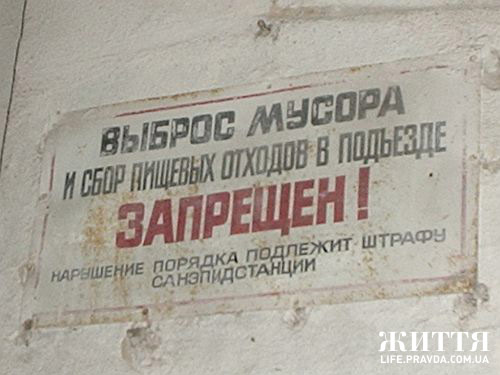 ВЫБРОС МУСОРА
И СБОР ПИЩЕВЫХ ОТХОДОВ В ПОДЪЕЗДЕ
ЗАПРЕЩЕН!
НАРУШЕНИЕ ПОРЯДКА ПОДЛЕЖИТ ШТРАФУ
САНЭПИДСТАНЦИИ
ЖИТТЯ
LIFE.PRAVDA.COM.UA